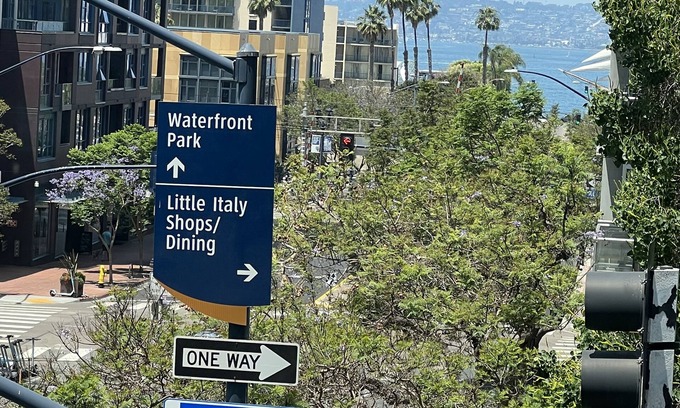 Waterfront
Park
Little Italy
Shops/
Dining
ONE WAY